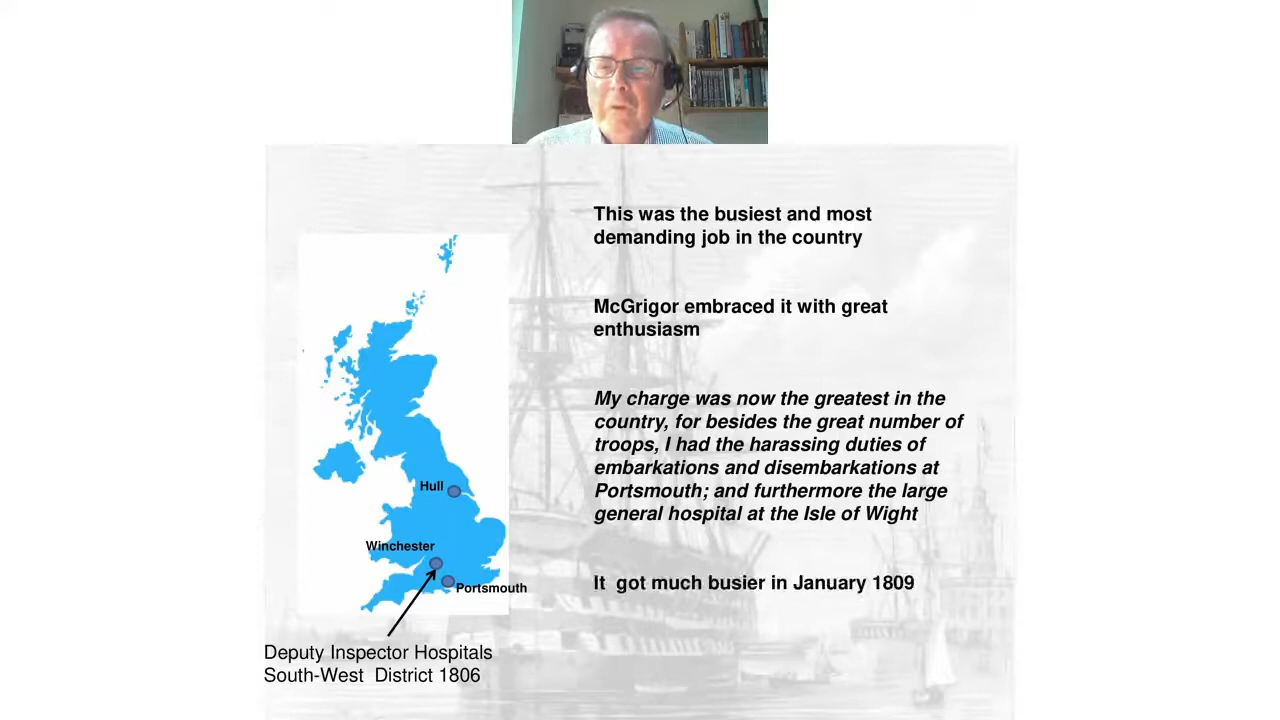 This was the busiest and most
demanding job in the country
McGrigor embraced it with great
enthusiasm
My charge was now the greatest in the
country, for besides the great number of
troops, I had the harassing duties of
embarkations and disembarkations at
Portsmouth; and furthermore the large
general hospital at the Isle of Wight
It  got much busier in January 1809
Hull
Winchester
Portsmouth
Deputy Inspector Hospitals
South-West  District 1806